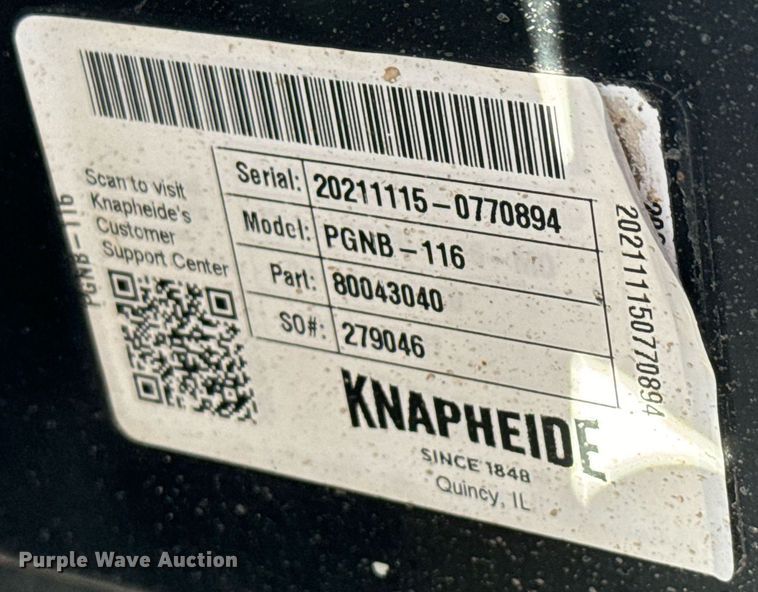 Scan to visit
Knapheide's
Customer
Support Center
PGNB-116
Serial: 20211115-0770894
Model: PGNB-116
Part: 80043040
SO#: 279046
202111150770894
KNAPHEIDE
SINCE 1848
Quincy, IL
Purple Wave Auction